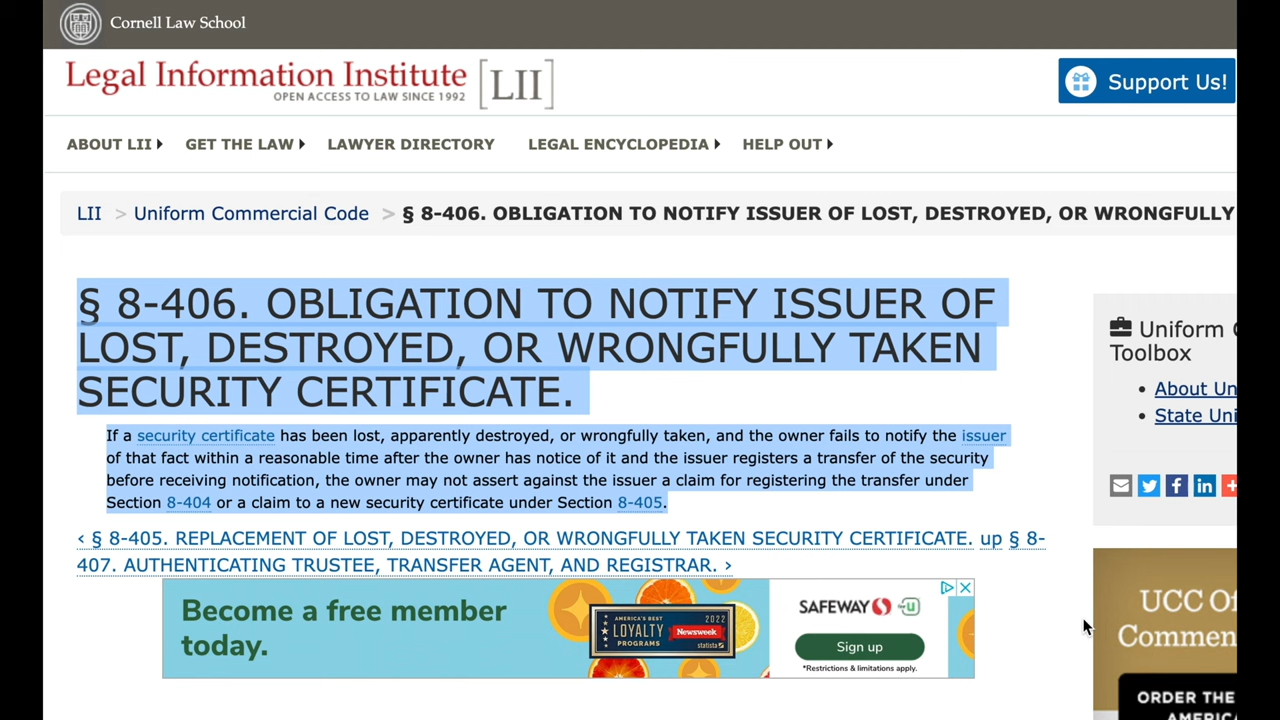 Cornell Law School
Legal Information Institute [LII]
OPEN ACCESS TO LAW SINCE 1992
Support Us!
ABOUT LII GET THE LAW LAWYER DIRECTORY LEGAL ENCYCLOPEDIA HELP OUT
LII > Uniform Commercial Code > § 8-406. OBLIGATION TO NOTIFY ISSUER OF LOST, DESTROYED, OR WRONGFULLY
§ 8-406. OBLIGATION TO NOTIFY ISSUER OF
LOST, DESTROYED, OR WRONGFULLY TAKEN
SECURITY CERTIFICATE.
If a security certificate has been lost, apparently destroyed, or wrongfully taken, and the owner fails to notify the issuer
of that fact within a reasonable time after the owner has notice of it and the issuer registers a transfer of the security
before receiving notification, the owner may not assert against the issuer a claim for registering the transfer under
Section 8-404 or a claim to a new security certificate under Section 8-405.
‹ § 8-405. REPLACEMENT OF LOST, DESTROYED, OR WRONGFULLY TAKEN SECURITY CERTIFICATE. up § 8-
407. AUTHENTICATING TRUSTEE, TRANSFER AGENT, AND REGISTRAR. ›
Uniform
Toolbox
• About Un
• State Uni
Become a free member
today.
AMERICA'S BEST
LOYALTY
PROGRAMS
2022
Newsweek
statista
SAFEWAY
Sign up
*Restrictions & limitations apply.
UCC Of
Commen
ORDER THE
AMERICA